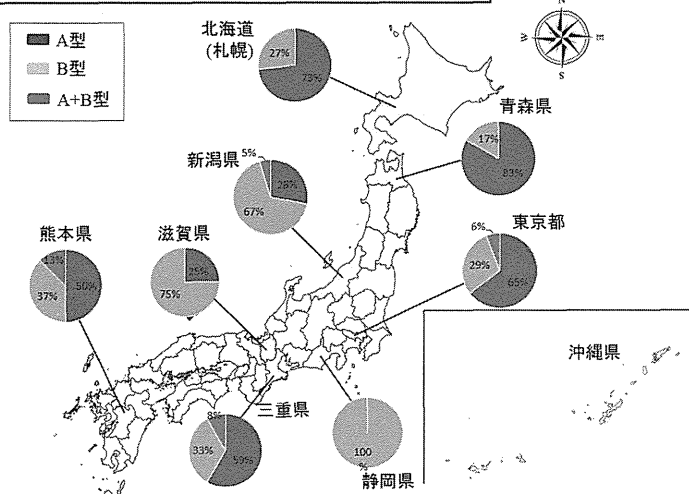 N
W
E
S
A型
B型
A+B型
北海道
(札幌)
27%
73%
青森県
17%
83%
新潟県
5%
28%
67%
東京都
6%
29%
65%
熊本県
13%
50%
37%
滋賀県
25%
75%
三重県
8%
33%
59%
100
%
静岡県
沖縄県